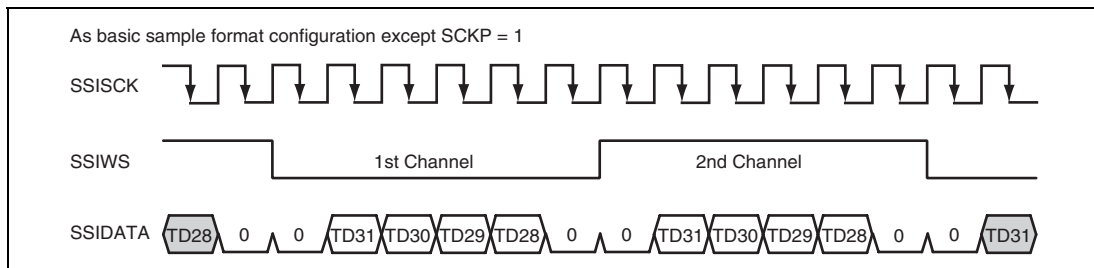 As basic sample format configuration except SCKP = 1
SSISCK
SSIWS 1st Channel 2nd Channel
SSIDATA TD28 0 0 TD31 TD30 TD29 TD28 0 0 TD31 TD30 TD29 TD28 0 0 TD31